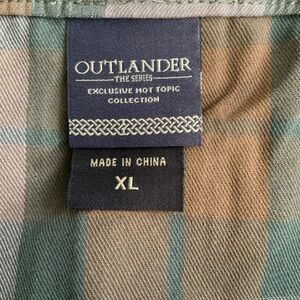 OUTLANDER
THE SERIES
EXCLUSIVE HOT TOPIC
COLLECTION
MADE IN CHINA
XL